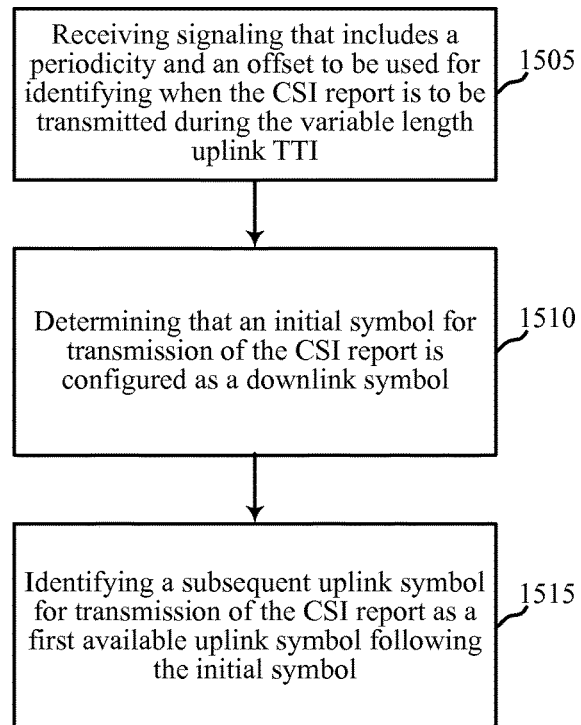 Receiving signaling that includes a
periodicity and an offset to be used for
identifying when the CSI report is to be
transmitted during the variable length
uplink TTI
1505
Determining that an initial symbol for
transmission of the CSI report is
configured as a downlink symbol
1510
Identifying a subsequent uplink symbol
for transmission of the CSI report as a
first available uplink symbol following
the initial symbol
1515